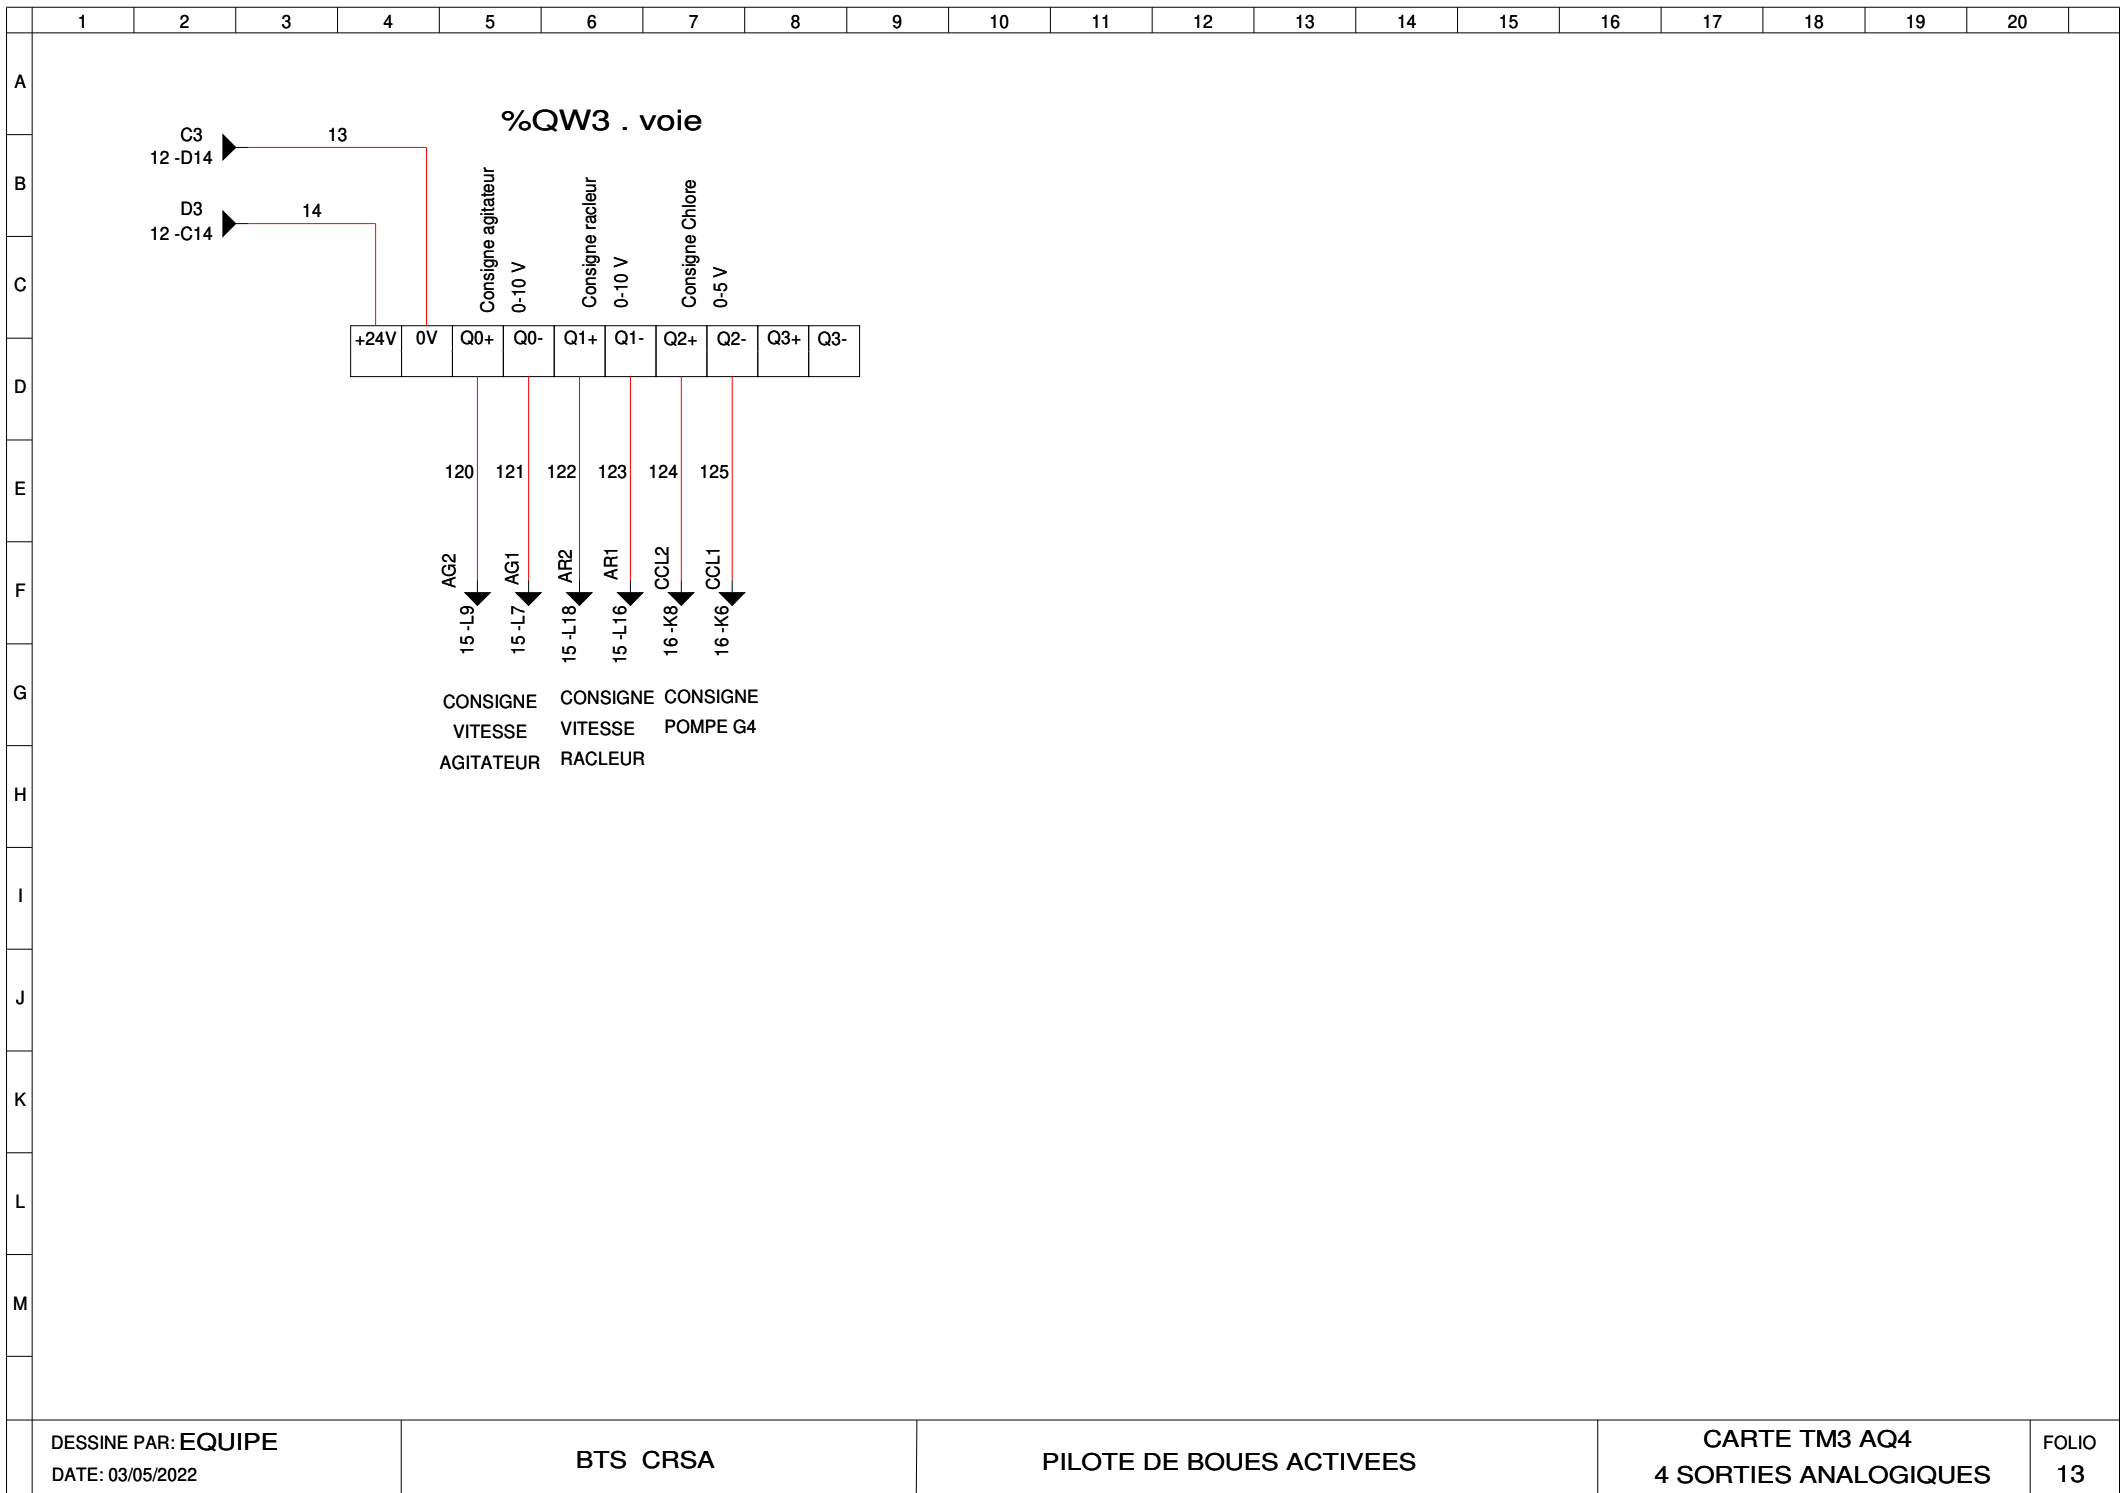 1 2 3 4 5 6 7 8 9 10 11 12 13 14 15 16 17 18 19 20
A
B
C
D
E
F
G
H
I
J
K
L
M
%QW3 . voie
C3
12 -D14
13
D3
12 -C14
14
Consigne agitateur
0-10 V
Consigne racleur
0-10 V
Consigne Chlore
0-5 V
+24V 0V Q0+ Q0- Q1+ Q1- Q2+ Q2- Q3+ Q3-
120 121 122 123 124 125
AG2 AG1 AR2 AR1 CCL2 CCL1
15 -L9 15 -L7 15 -L18 15 -L16 16 -K8 16 -K6
CONSIGNE
VITESSE
AGITATEUR
CONSIGNE
VITESSE
RACLEUR
CONSIGNE
POMPE G4
DESSINE PAR: EQUIPE
DATE: 03/05/2022
BTS CRSA
PILOTE DE BOUES ACTIVEES
CARTE TM3 AQ4
4 SORTIES ANALOGIQUES
FOLIO
13